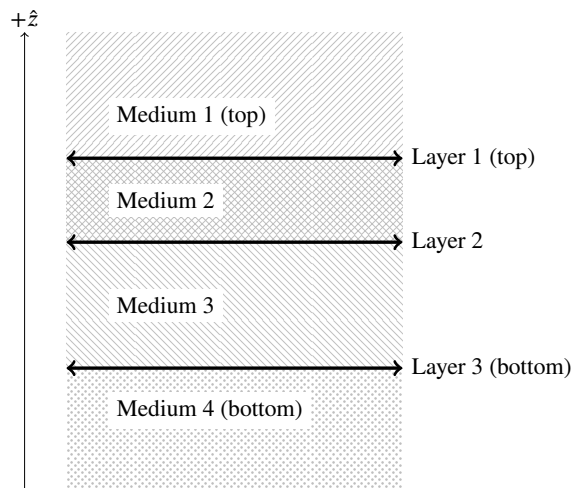 +ẑ
Medium 1 (top)
Layer 1 (top)
Medium 2
Layer 2
Medium 3
Layer 3 (bottom)
Medium 4 (bottom)